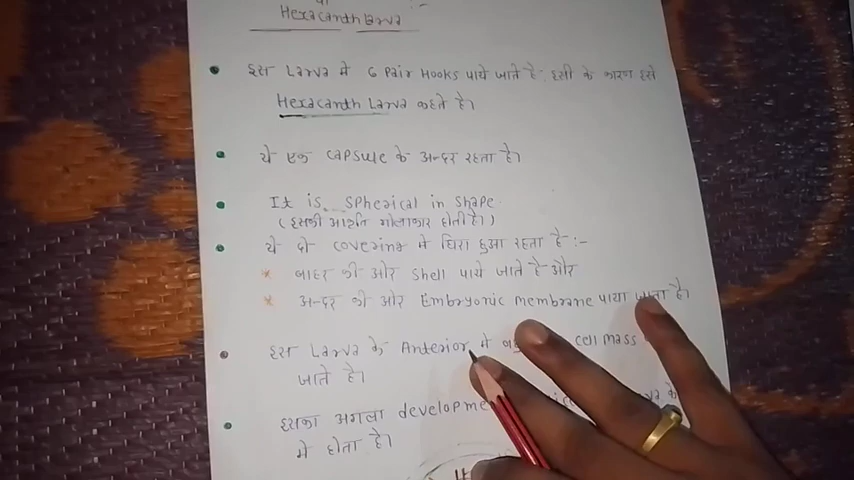 या :-
Hexacanth Larva
इस Larva में 6 Pair Hooks पाये जाते है इसी के कारण इसे
Hexacanth Larva कहते है।
ये एक Capsule के अन्दर रहता है।
It is Spherical in Shape
(इसकी आकृति गोलाकार होती है।)
ये दो covering में घिरा हुआ रहता है :-
* बाहर की ओर Shell पाये जाते है और
* अन्दर की ओर Embryonic membrane पाया जाता है।
इस Larva के Anterior में cell mass
जाते है।
इसका अगला के
में होता है।